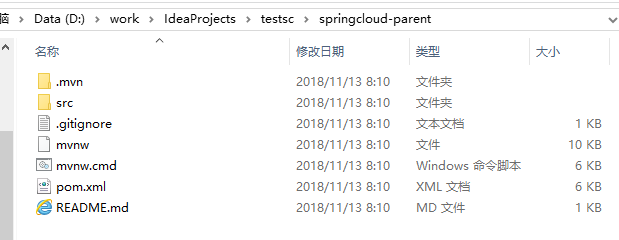 脑 > Data (D:) > work > IdeaProjects > testsc > springcloud-parent
名称 修改日期 类型 大小
.mvn 2018/11/13 8:10 文件夹
src 2018/11/13 8:10 文件夹
.gitignore 2018/11/13 8:10 文本文档 1 KB
mvnw 2018/11/13 8:10 文件 10 KB
mvnw.cmd 2018/11/13 8:10 Windows 命令脚本 6 KB
pom.xml 2018/11/13 8:10 XML 文档 6 KB
README.md 2018/11/13 8:10 MD 文件 1 KB